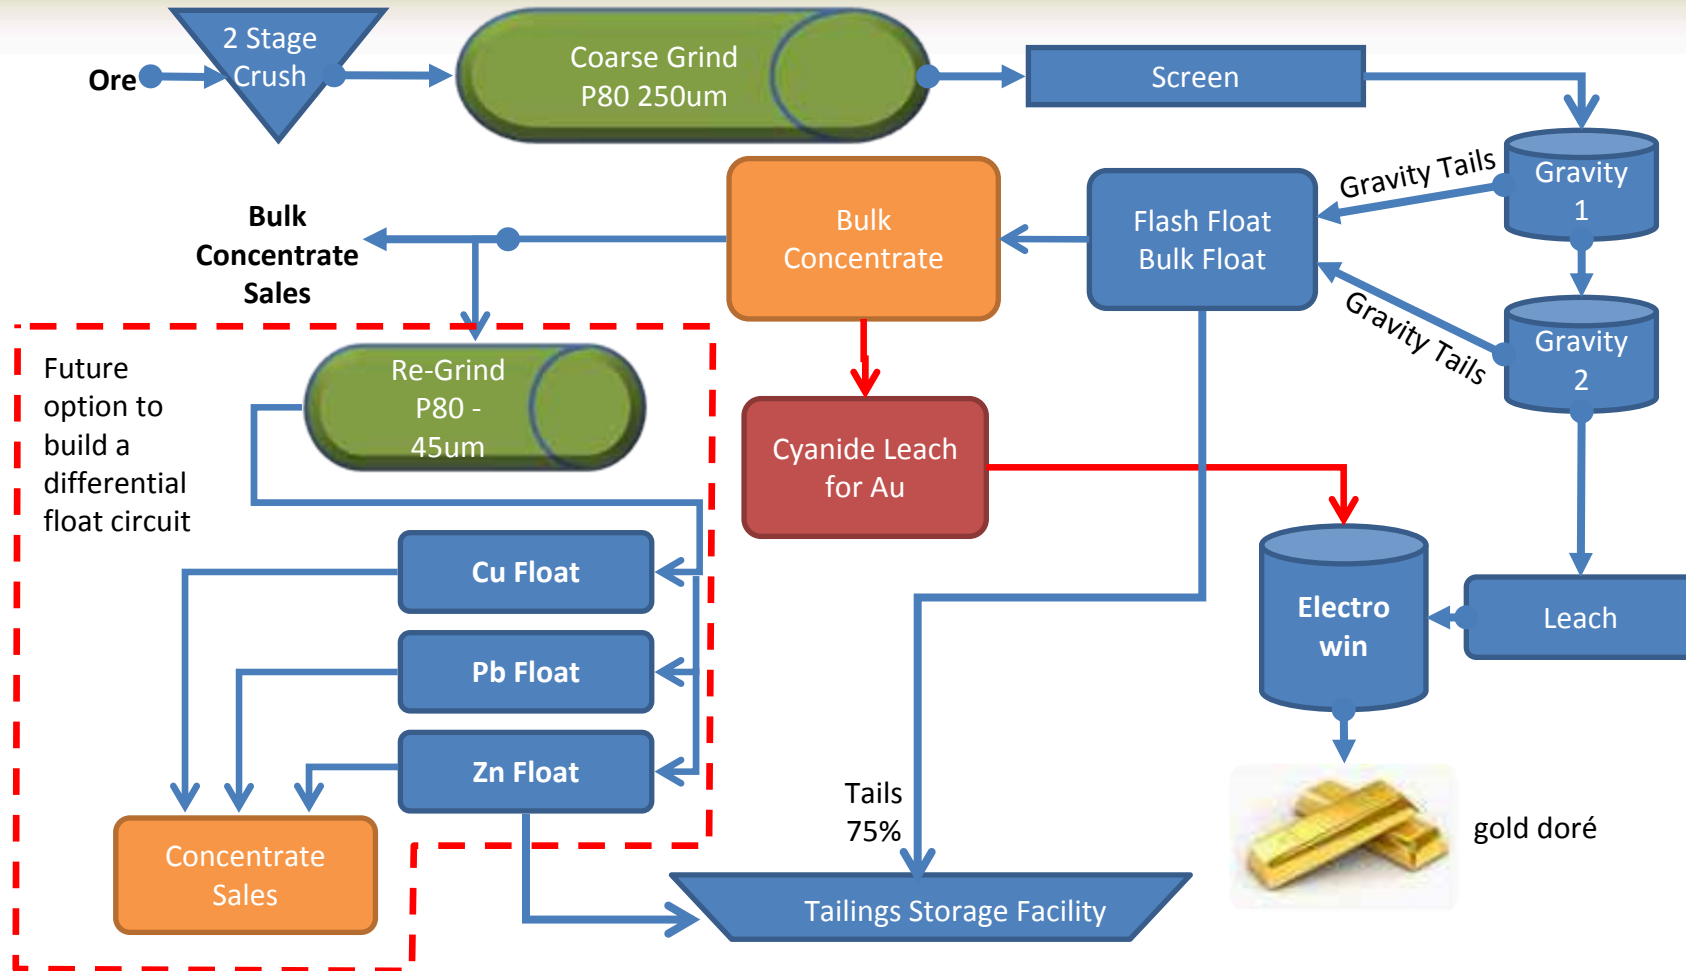 2 Stage
Crush
Ore
Coarse Grind
P80 250um
Screen
Gravity
1
Gravity Tails
Flash Float
Bulk Float
Bulk
Concentrate
Bulk
Concentrate
Sales
Gravity Tails
Gravity
2
Future
option to
build a
differential
float circuit
Re-Grind
P80 -
45um
Cyanide Leach
for Au
Cu Float
Pb Float
Zn Float
Electro
win
Leach
Concentrate
Sales
Tails
75%
gold doré
Tailings Storage Facility